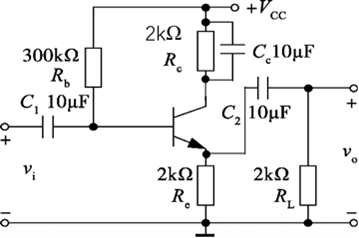 +V_CC
2kΩ
R_c
C_c 10μF
300kΩ
R_b
C_1 10μF
C_2 10μF
+ +
v_i
v_o
2kΩ
R_e
2kΩ
R_L
− −